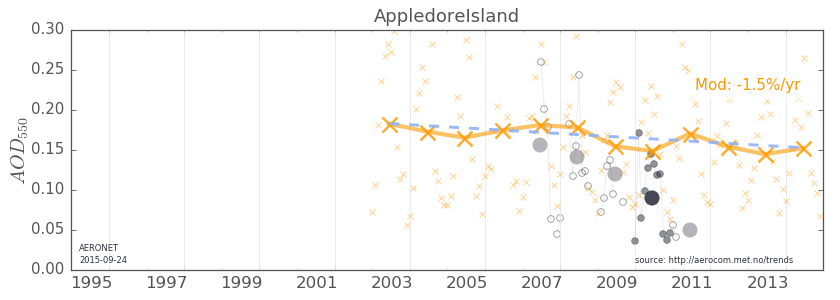 AppledoreIsland
0.30
0.25
0.20
0.15
0.10
0.05
0.00
AOD550
Mod: -1.5%/yr
AERONET
2015-09-24
source: http://aerocom.met.no/trends
1995 1997 1999 2001 2003 2005 2007 2009 2011 2013